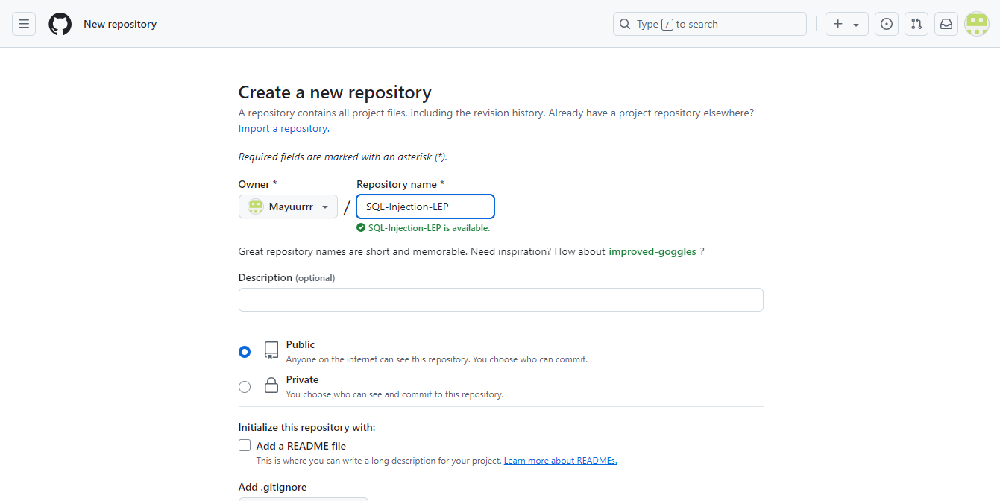 New repository
Type / to search
Create a new repository
A repository contains all project files, including the revision history. Already have a project repository elsewhere?
Import a repository.
Required fields are marked with an asterisk (*).
Owner *
Repository name *
Mayuurrr / SQL-Injection-LEP
SQL-Injection-LEP is available.
Great repository names are short and memorable. Need inspiration? How about improved-goggles ?
Description (optional)
Public
Anyone on the internet can see this repository. You choose who can commit.
Private
You choose who can see and commit to this repository.
Initialize this repository with:
Add a README file
This is where you can write a long description for your project. Learn more about READMEs.
Add .gitignore